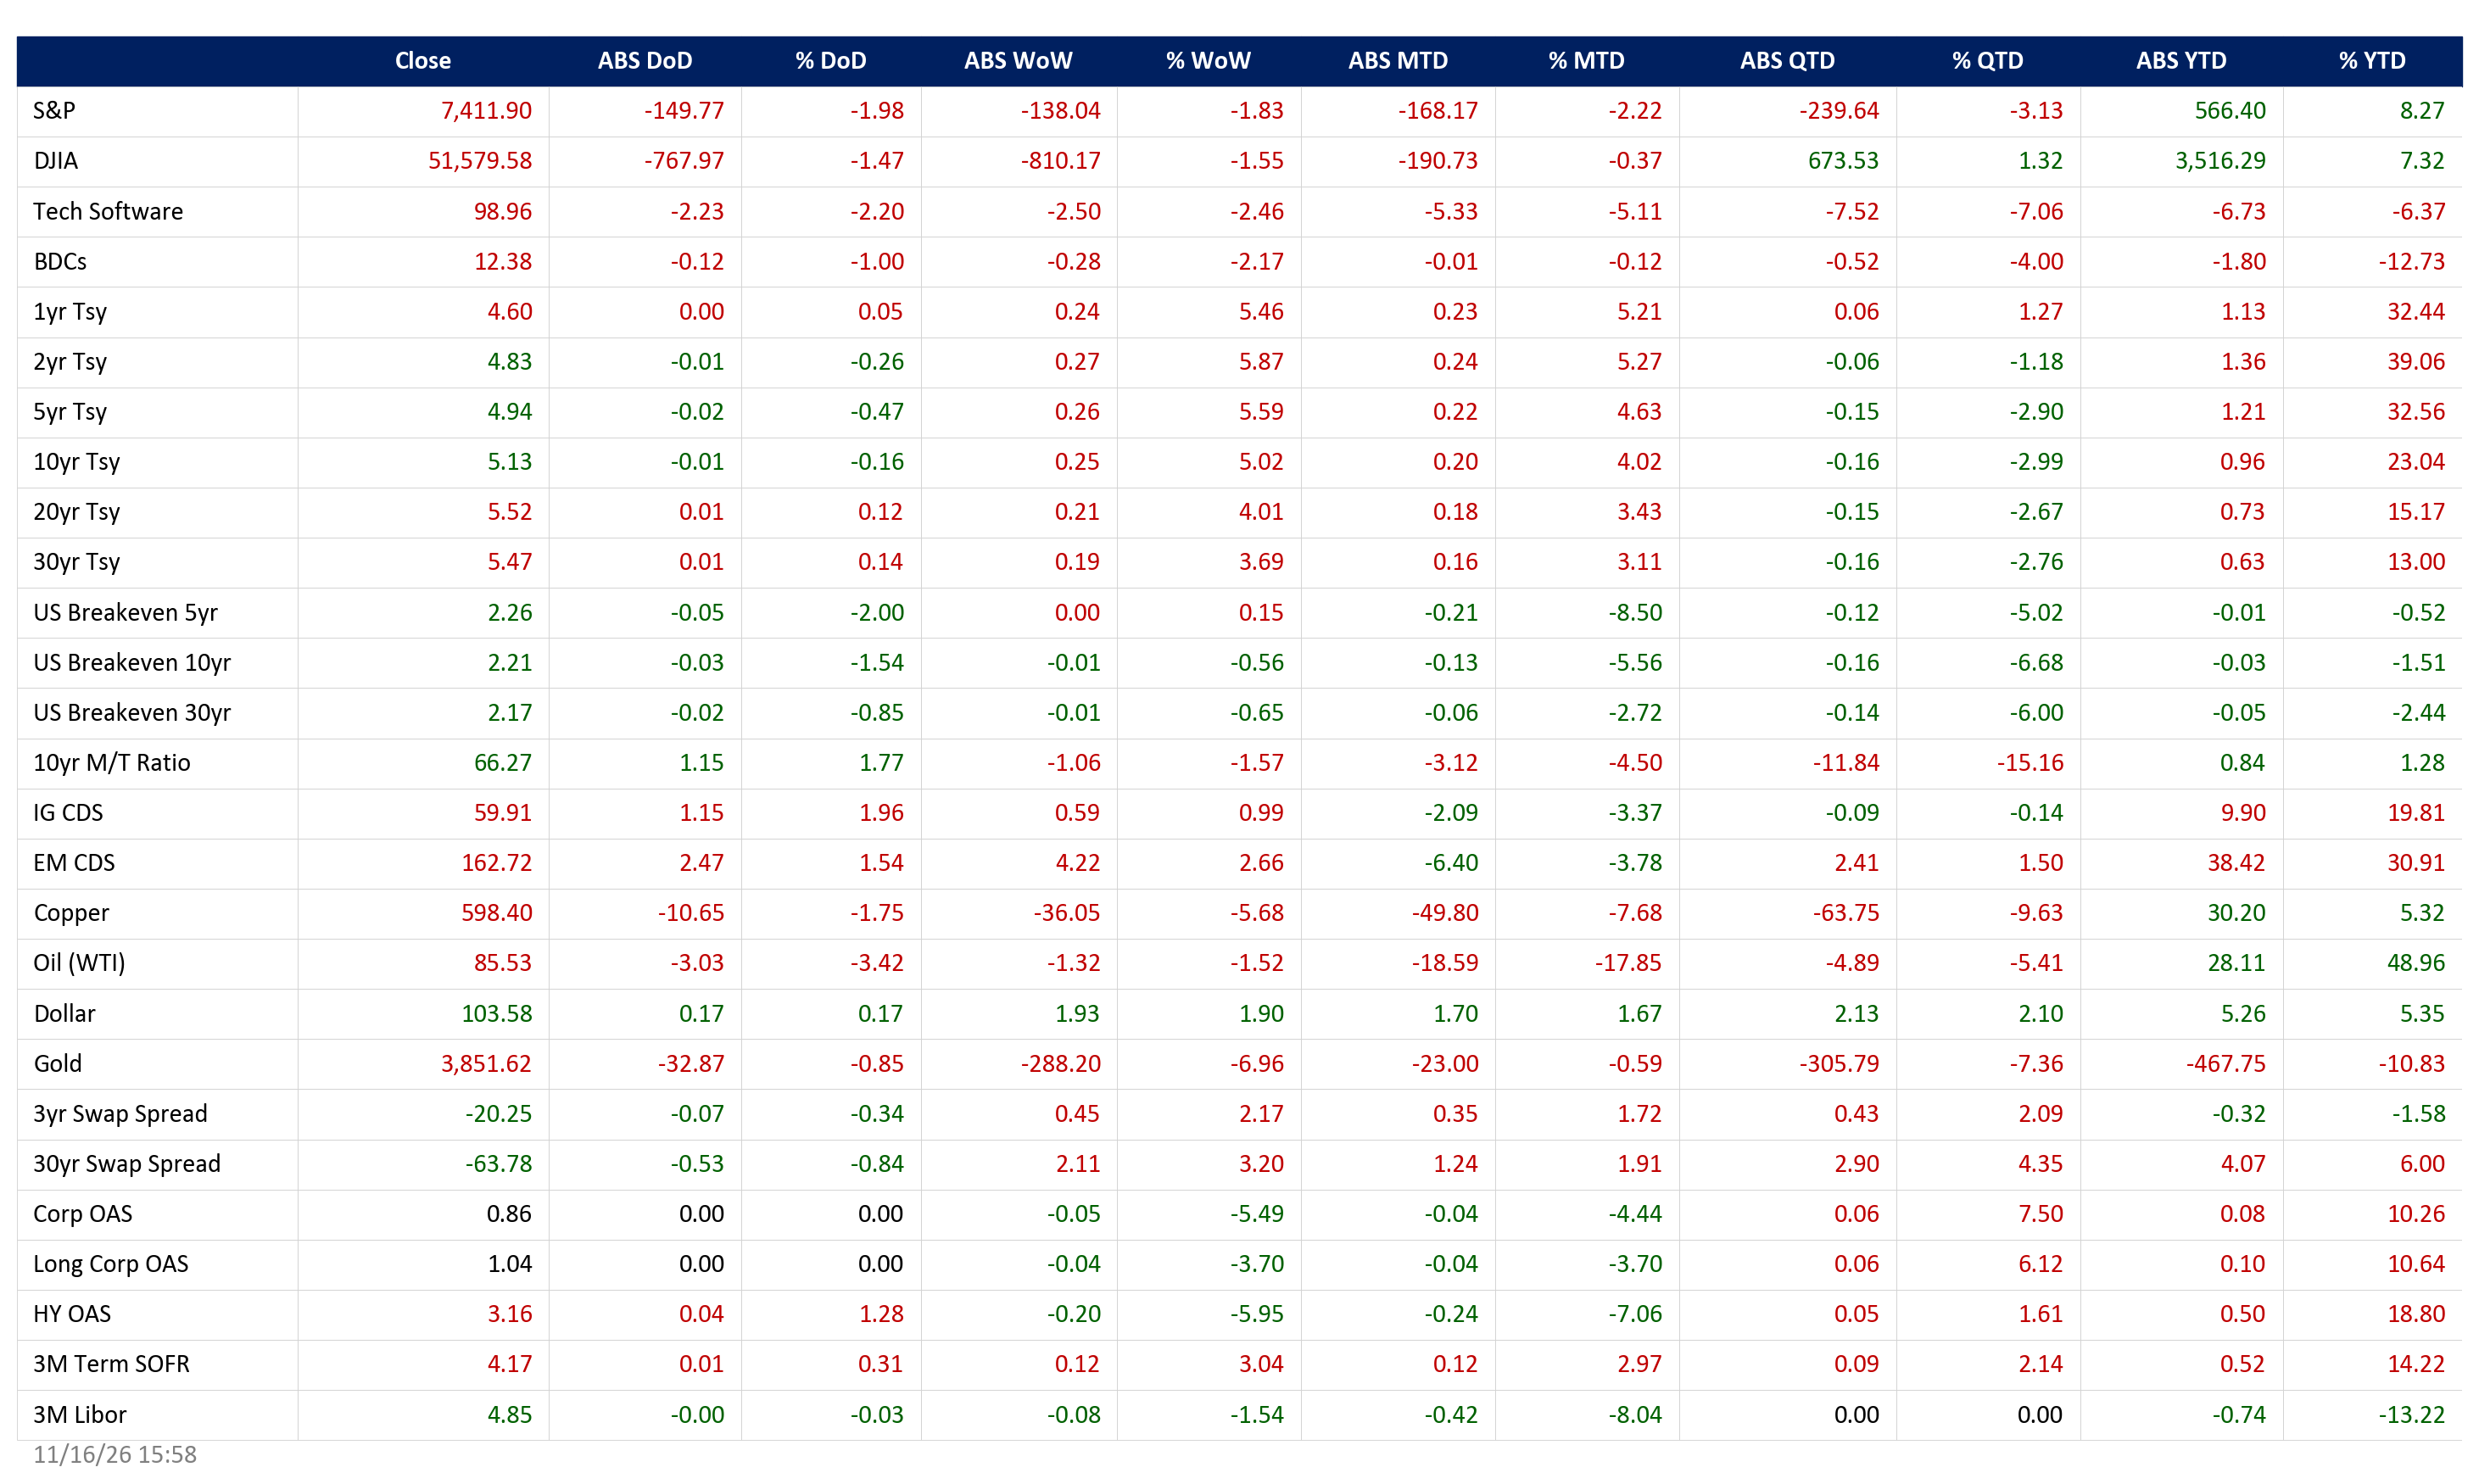 Close ABS DoD % DoD ABS WoW % WoW ABS MTD % MTD ABS QTD % QTD ABS YTD % YTD
S&P 7,411.90 -149.77 -1.98 -138.04 -1.83 -168.17 -2.22 -239.64 -3.13 566.40 8.27
DJIA 51,579.58 -767.97 -1.47 -810.17 -1.55 -190.73 -0.37 673.53 1.32 3,516.29 7.32
Tech Software 98.96 -2.23 -2.20 -2.50 -2.46 -5.33 -5.11 -7.52 -7.06 -6.73 -6.37
BDCs 12.38 -0.12 -1.00 -0.28 -2.17 -0.01 -0.12 -0.52 -4.00 -1.80 -12.73
1yr Tsy 4.60 0.00 0.05 0.24 5.46 0.23 5.21 0.06 1.27 1.13 32.44
2yr Tsy 4.83 -0.01 -0.26 0.27 5.87 0.24 5.27 -0.06 -1.18 1.36 39.06
5yr Tsy 4.94 -0.02 -0.47 0.26 5.59 0.22 4.63 -0.15 -2.90 1.21 32.56
10yr Tsy 5.13 -0.01 -0.16 0.25 5.02 0.20 4.02 -0.16 -2.99 0.96 23.04
20yr Tsy 5.52 0.01 0.12 0.21 4.01 0.18 3.43 -0.15 -2.67 0.73 15.17
30yr Tsy 5.47 0.01 0.14 0.19 3.69 0.16 3.11 -0.16 -2.76 0.63 13.00
US Breakeven 5yr 2.26 -0.05 -2.00 0.00 0.15 -0.21 -8.50 -0.12 -5.02 -0.01 -0.52
US Breakeven 10yr 2.21 -0.03 -1.54 -0.01 -0.56 -0.13 -5.56 -0.16 -6.68 -0.03 -1.51
US Breakeven 30yr 2.17 -0.02 -0.85 -0.01 -0.65 -0.06 -2.72 -0.14 -6.00 -0.05 -2.44
10yr M/T Ratio 66.27 1.15 1.77 -1.06 -1.57 -3.12 -4.50 -11.84 -15.16 0.84 1.28
IG CDS 59.91 1.15 1.96 0.59 0.99 -2.09 -3.37 -0.09 -0.14 9.90 19.81
EM CDS 162.72 2.47 1.54 4.22 2.66 -6.40 -3.78 2.41 1.50 38.42 30.91
Copper 598.40 -10.65 -1.75 -36.05 -5.68 -49.80 -7.68 -63.75 -9.63 30.20 5.32
Oil (WTI) 85.53 -3.03 -3.42 -1.32 -1.52 -18.59 -17.85 -4.89 -5.41 28.11 48.96
Dollar 103.58 0.17 0.17 1.93 1.90 1.70 1.67 2.13 2.10 5.26 5.35
Gold 3,851.62 -32.87 -0.85 -288.20 -6.96 -23.00 -0.59 -305.79 -7.36 -467.75 -10.83
3yr Swap Spread -20.25 -0.07 -0.34 0.45 2.17 0.35 1.72 0.43 2.09 -0.32 -1.58
30yr Swap Spread -63.78 -0.53 -0.84 2.11 3.20 1.24 1.91 2.90 4.35 4.07 6.00
Corp OAS 0.86 0.00 0.00 -0.05 -5.49 -0.04 -4.44 0.06 7.50 0.08 10.26
Long Corp OAS 1.04 0.00 0.00 -0.04 -3.70 -0.04 -3.70 0.06 6.12 0.10 10.64
HY OAS 3.16 0.04 1.28 -0.20 -5.95 -0.24 -7.06 0.05 1.61 0.50 18.80
3M Term SOFR 4.17 0.01 0.31 0.12 3.04 0.12 2.97 0.09 2.14 0.52 14.22
3M Libor 4.85 -0.00 -0.03 -0.08 -1.54 -0.42 -8.04 0.00 0.00 -0.74 -13.22
11/16/26 15:58